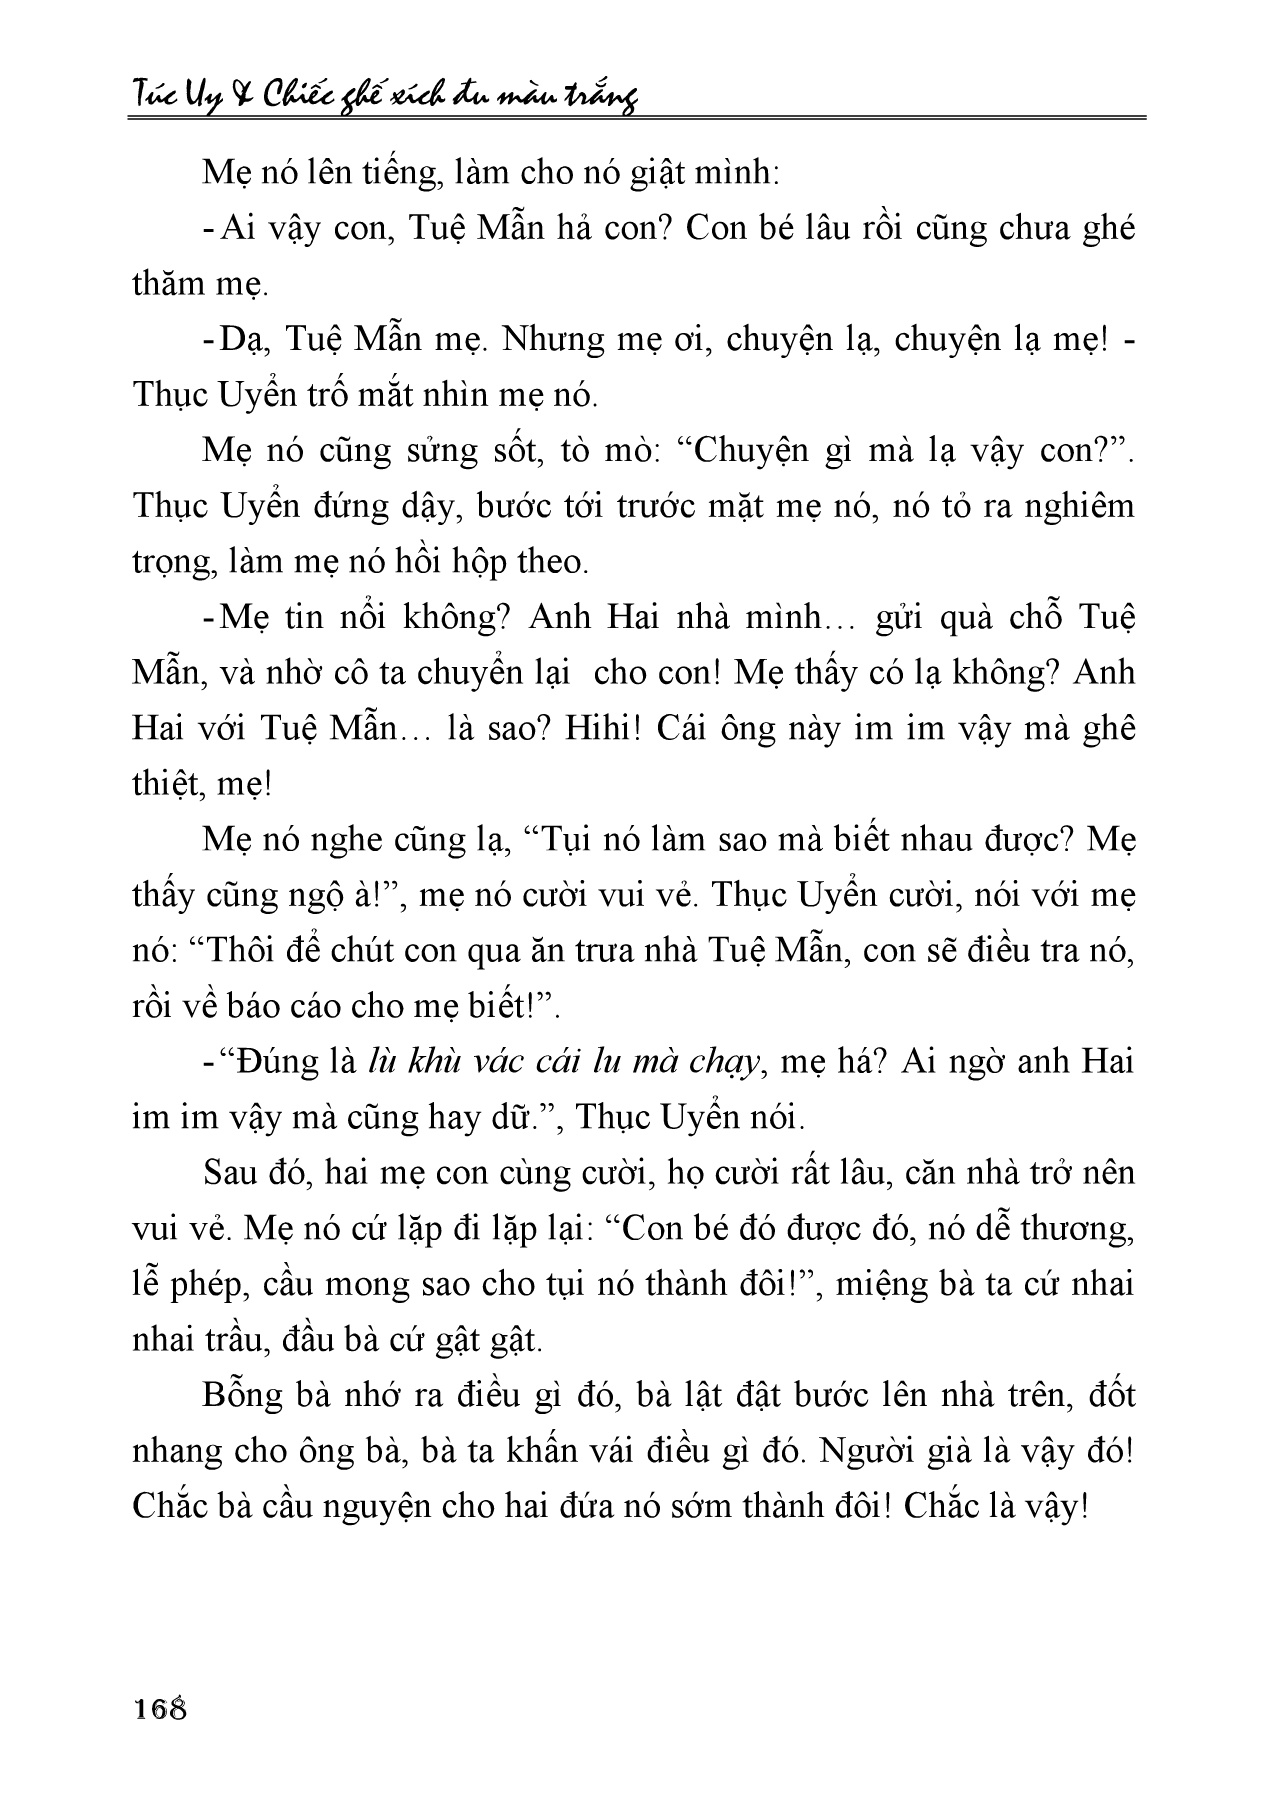 Túc Uy & Chiếc ghế xích đu màu trắng
Mẹ nó lên tiếng, làm cho nó giật mình:
- Ai vậy con, Tuệ Mẫn hả con? Con bé lâu rồi cũng chưa ghé
thăm mẹ.
- Dạ, Tuệ Mẫn mẹ. Nhưng mẹ ơi, chuyện lạ, chuyện lạ mẹ! -
Thục Uyển trố mắt nhìn mẹ nó.
Mẹ nó cũng sửng sốt, tò mò: “Chuyện gì mà lạ vậy con?”.
Thục Uyển đứng dậy, bước tới trước mặt mẹ nó, nó tỏ ra nghiêm
trọng, làm mẹ nó hồi hộp theo.
- Mẹ tin nổi không? Anh Hai nhà mình… gửi quà chỗ Tuệ
Mẫn, và nhờ cô ta chuyển lại  cho con! Mẹ thấy có lạ không? Anh
Hai với Tuệ Mẫn… là sao? Hihi! Cái ông này im im vậy mà ghê
thiệt, mẹ!
Mẹ nó nghe cũng lạ, “Tụi nó làm sao mà biết nhau được? Mẹ
thấy cũng ngộ à!”, mẹ nó cười vui vẻ. Thục Uyển cười, nói với mẹ
nó: “Thôi để chút con qua ăn trưa nhà Tuệ Mẫn, con sẽ điều tra nó,
rồi về báo cáo cho mẹ biết!”.
- “Đúng là lù khù vác cái lu mà chạy, mẹ há? Ai ngờ anh Hai
im im vậy mà cũng hay dữ.”, Thục Uyển nói.
Sau đó, hai mẹ con cùng cười, họ cười rất lâu, căn nhà trở nên
vui vẻ. Mẹ nó cứ lặp đi lặp lại: “Con bé đó được đó, nó dễ thương,
lễ phép, cầu mong sao cho tụi nó thành đôi!”, miệng bà ta cứ nhai
nhai trầu, đầu bà cứ gật gật.
Bỗng bà nhớ ra điều gì đó, bà lật đật bước lên nhà trên, đốt
nhang cho ông bà, bà ta khấn vái điều gì đó. Người già là vậy đó!
Chắc bà cầu nguyện cho hai đứa nó sớm thành đôi! Chắc là vậy!
168